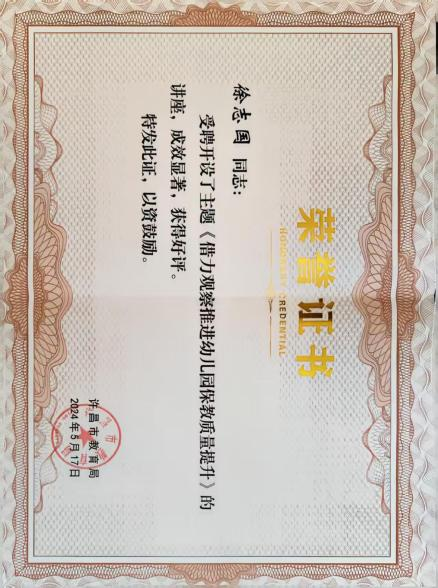 荣誉证书
HONORARY CREDENTIAL
徐志国 同志：
受聘开设了主题《借力观察推进幼儿园保教质量提升》的
讲座，成效显著，获得好评。
特发此证，以资鼓励。
许昌市教育局
2024年5月17日